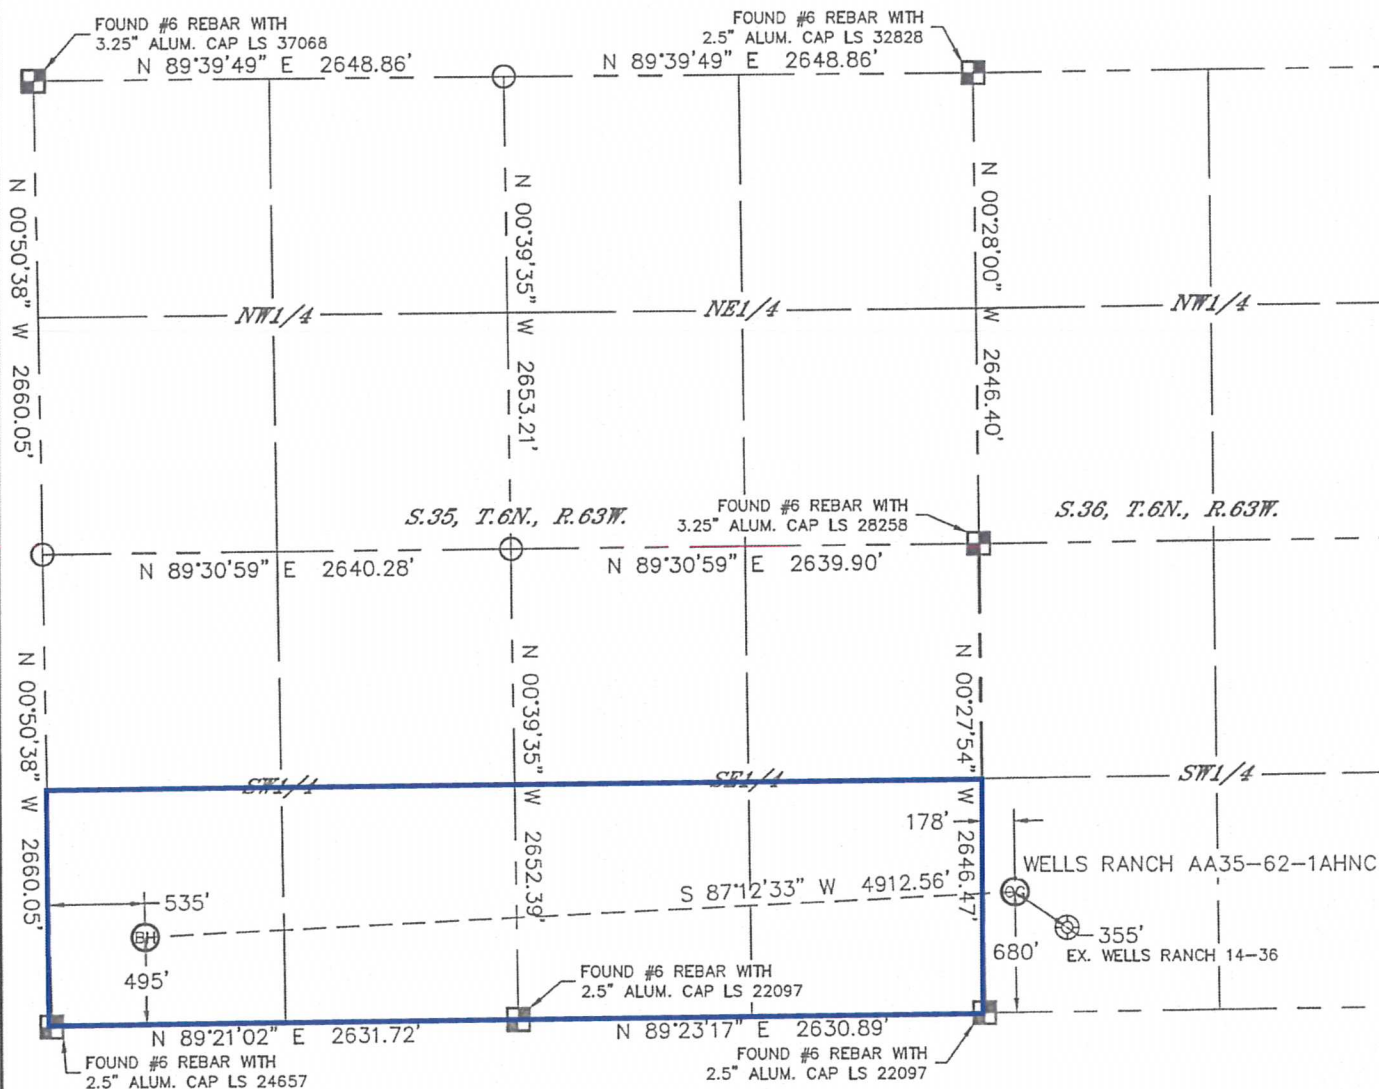 FOUND #6 REBAR WITH
3.25" ALUM. CAP LS 37068
FOUND #6 REBAR WITH
2.5" ALUM. CAP LS 32828
N 89°39'49" E 2648.86'
N 89°39'49" E 2648.86'
N 00°50'38" W 2660.05'
N 00°39'35" W 2653.21'
N 00°28'00" W 2646.40'
NW1/4
NE1/4
NW1/4
S.35, T.6N., R.63W.
FOUND #6 REBAR WITH
3.25" ALUM. CAP LS 28258
S.36, T.6N., R.63W.
N 89°30'59" E 2640.28'
N 89°30'59" E 2639.90'
N 00°50'38" W 2660.05'
N 00°39'35" W 2652.39'
N 00°27'54" W 2646.47'
SW1/4
SE1/4
SW1/4
178'
WELLS RANCH AA35-62-1AHNC
S 87°12'33" W 4912.56'
OG
535'
BH
495'
680'
355'
EX. WELLS RANCH 14-36
FOUND #6 REBAR WITH
2.5" ALUM. CAP LS 22097
N 89°21'02" E 2631.72'
N 89°23'17" E 2630.89'
FOUND #6 REBAR WITH
2.5" ALUM. CAP LS 24657
FOUND #6 REBAR WITH
2.5" ALUM. CAP LS 22097